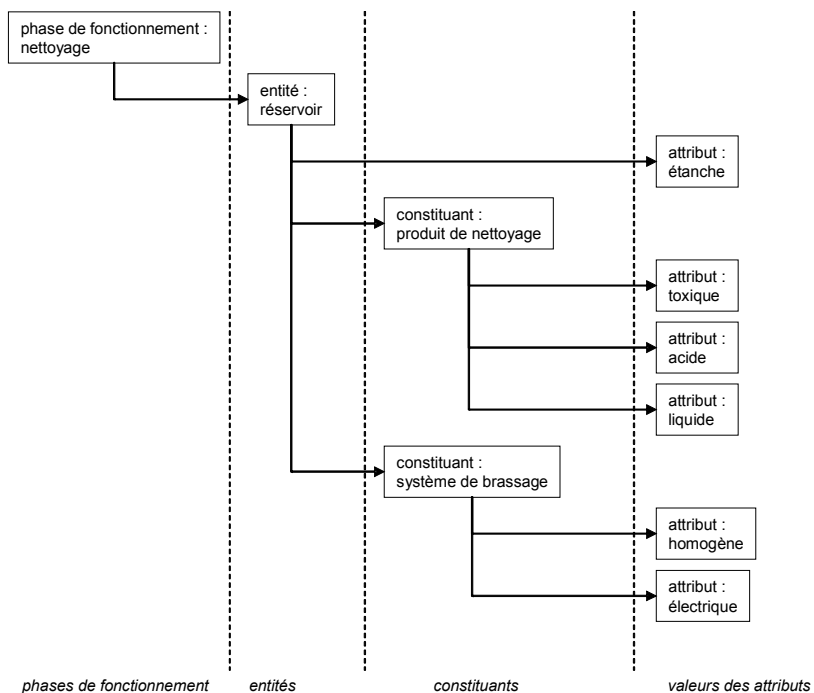 phase de fonctionnement :
nettoyage
entité :
réservoir
attribut :
étanche
constituant :
produit de nettoyage
attribut :
toxique
attribut :
acide
attribut :
liquide
constituant :
système de brassage
attribut :
homogène
attribut :
électrique
phases de fonctionnement
entités
constituants
valeurs des attributs